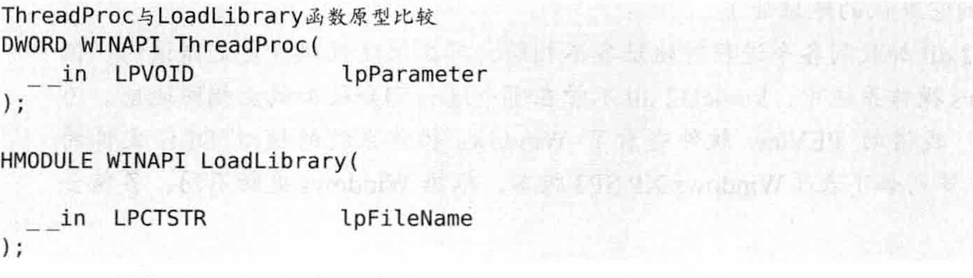 ThreadProc与LoadLibrary函数原型比较
DWORD WINAPI ThreadProc(
__in LPVOID lpParameter
);
HMODULE WINAPI LoadLibrary(
__in LPCTSTR lpFileName
);